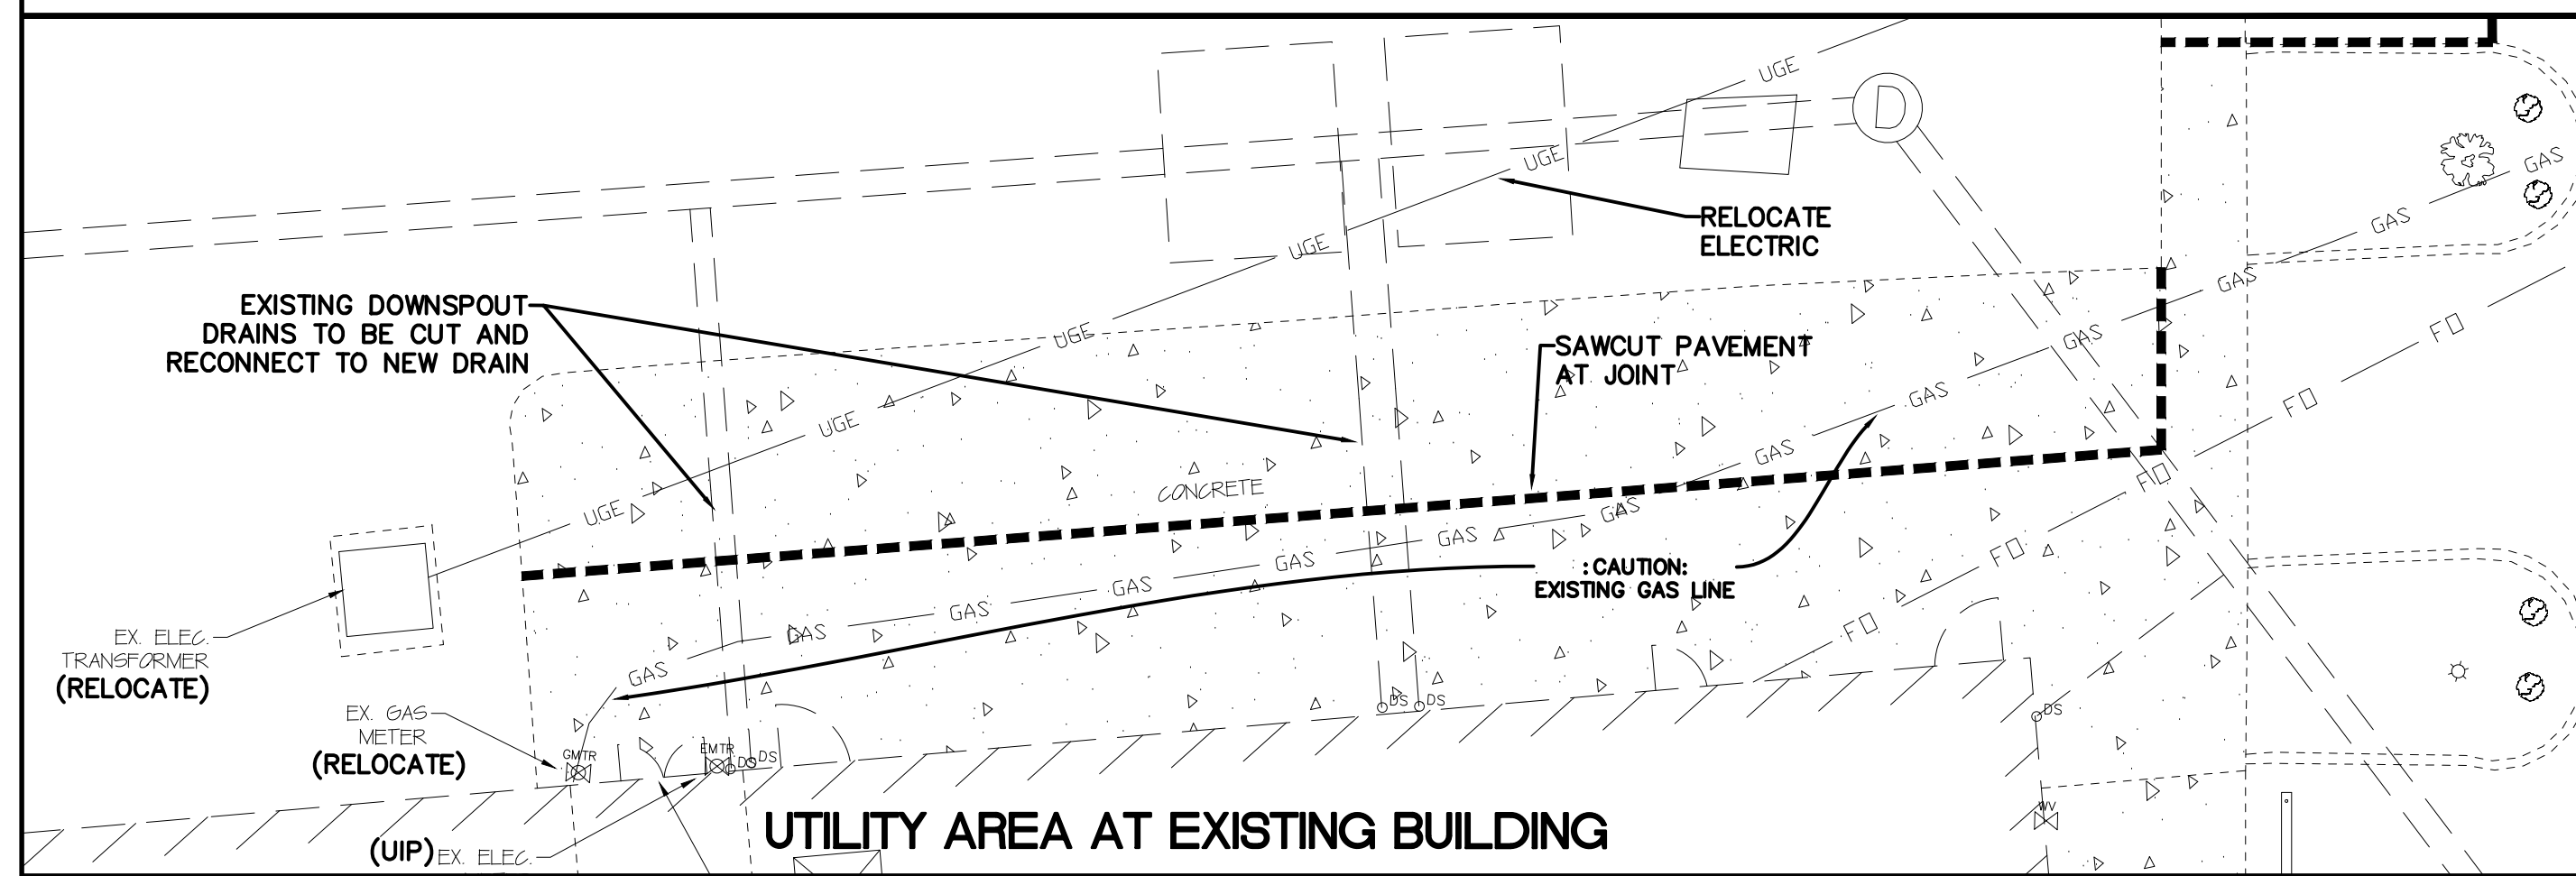 UGE
D
UGE
GAS
RELOCATE
ELECTRIC
GAS
UGE
GAS
EXISTING DOWNSPOUT
DRAINS TO BE CUT AND
RECONNECT TO NEW DRAIN
UGE
SAWCUT PAVEMENT
AT JOINT
GAS
FO
UGE
GAS
FO
GAS
CONCRETE
FO
UGE
GAS
GAS
GAS
FO
:CAUTION:
EXISTING GAS LINE
GAS
GAS
GAS
FO
EX. ELEC.
TRANSFORMER
(RELOCATE)
GAS
DS
DS
DS
EX. GAS
METER
(RELOCATE)
GMTR
EMTR
DS
DS
WV
UTILITY AREA AT EXISTING BUILDING
(UIP) EX. ELEC.